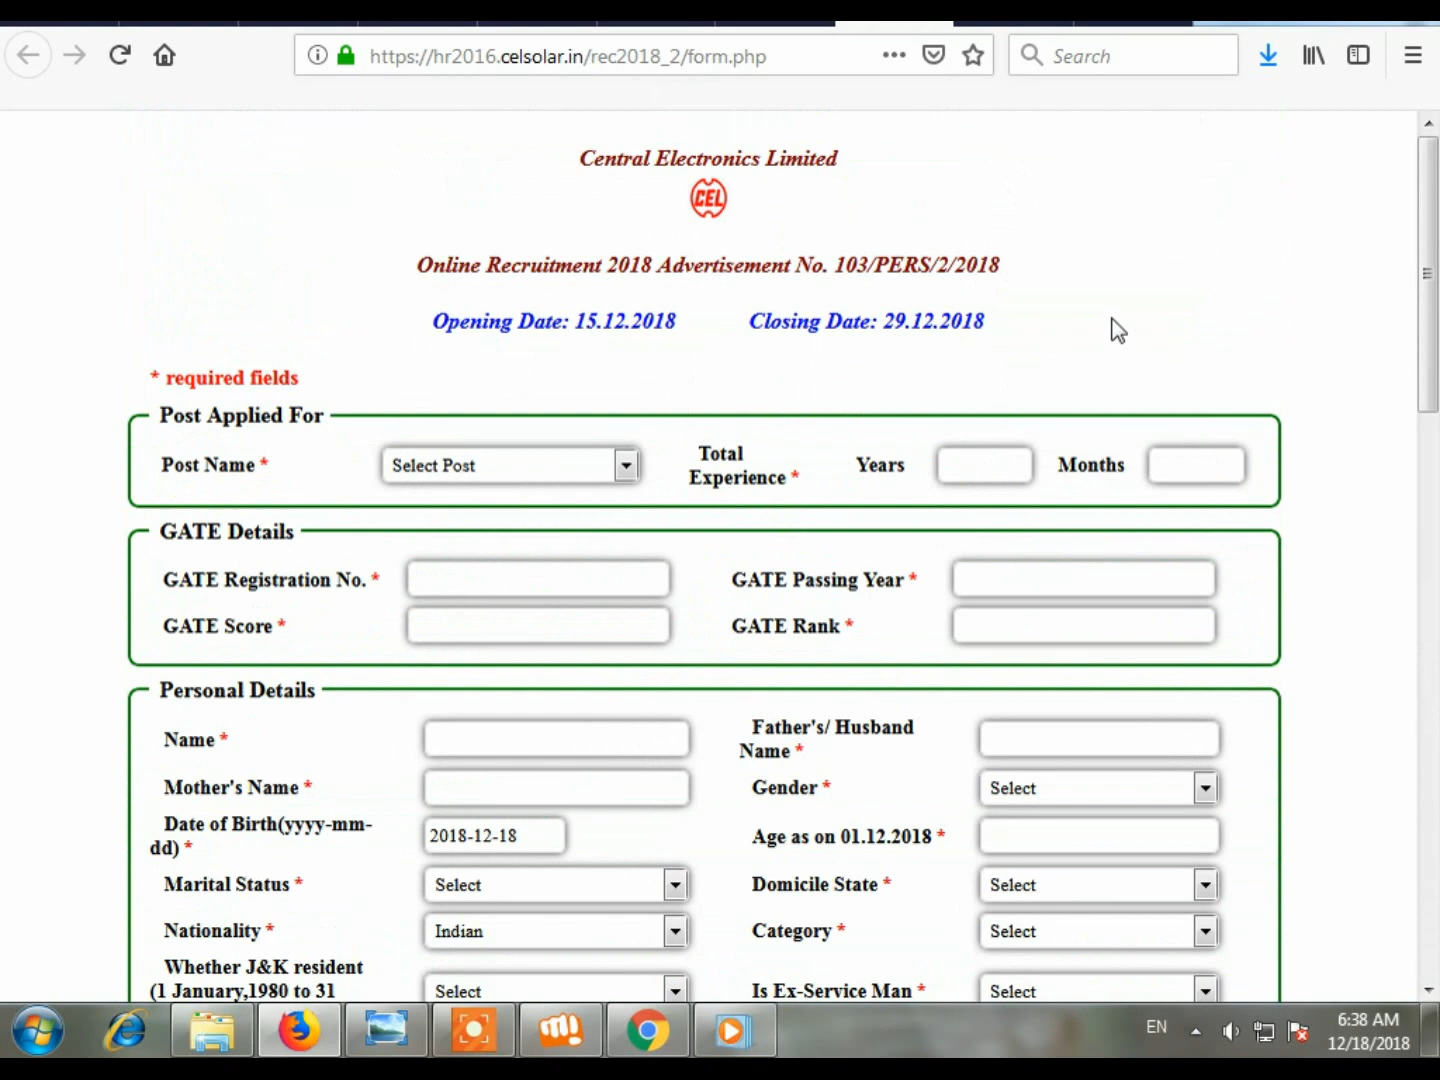 https://hr2016.celsolar.in/rec2018_2/form.php
Search
Central Electronics Limited
CEL
Online Recruitment 2018 Advertisement No. 103/PERS/2/2018
Opening Date: 15.12.2018 Closing Date: 29.12.2018
* required fields
Post Applied For
Post Name * Select Post Total Experience * Years Months
GATE Details
GATE Registration No. * GATE Passing Year *
GATE Score * GATE Rank *
Personal Details
Name * Father's/ Husband Name *
Mother's Name * Gender * Select
Date of Birth(yyyy-mm-dd) * 2018-12-18 Age as on 01.12.2018 *
Marital Status * Select Domicile State * Select
Nationality * Indian Category * Select
Whether J&K resident
(1 January,1980 to 31 Select Is Ex-Service Man * Select
EN 6:38 AM
12/18/2018